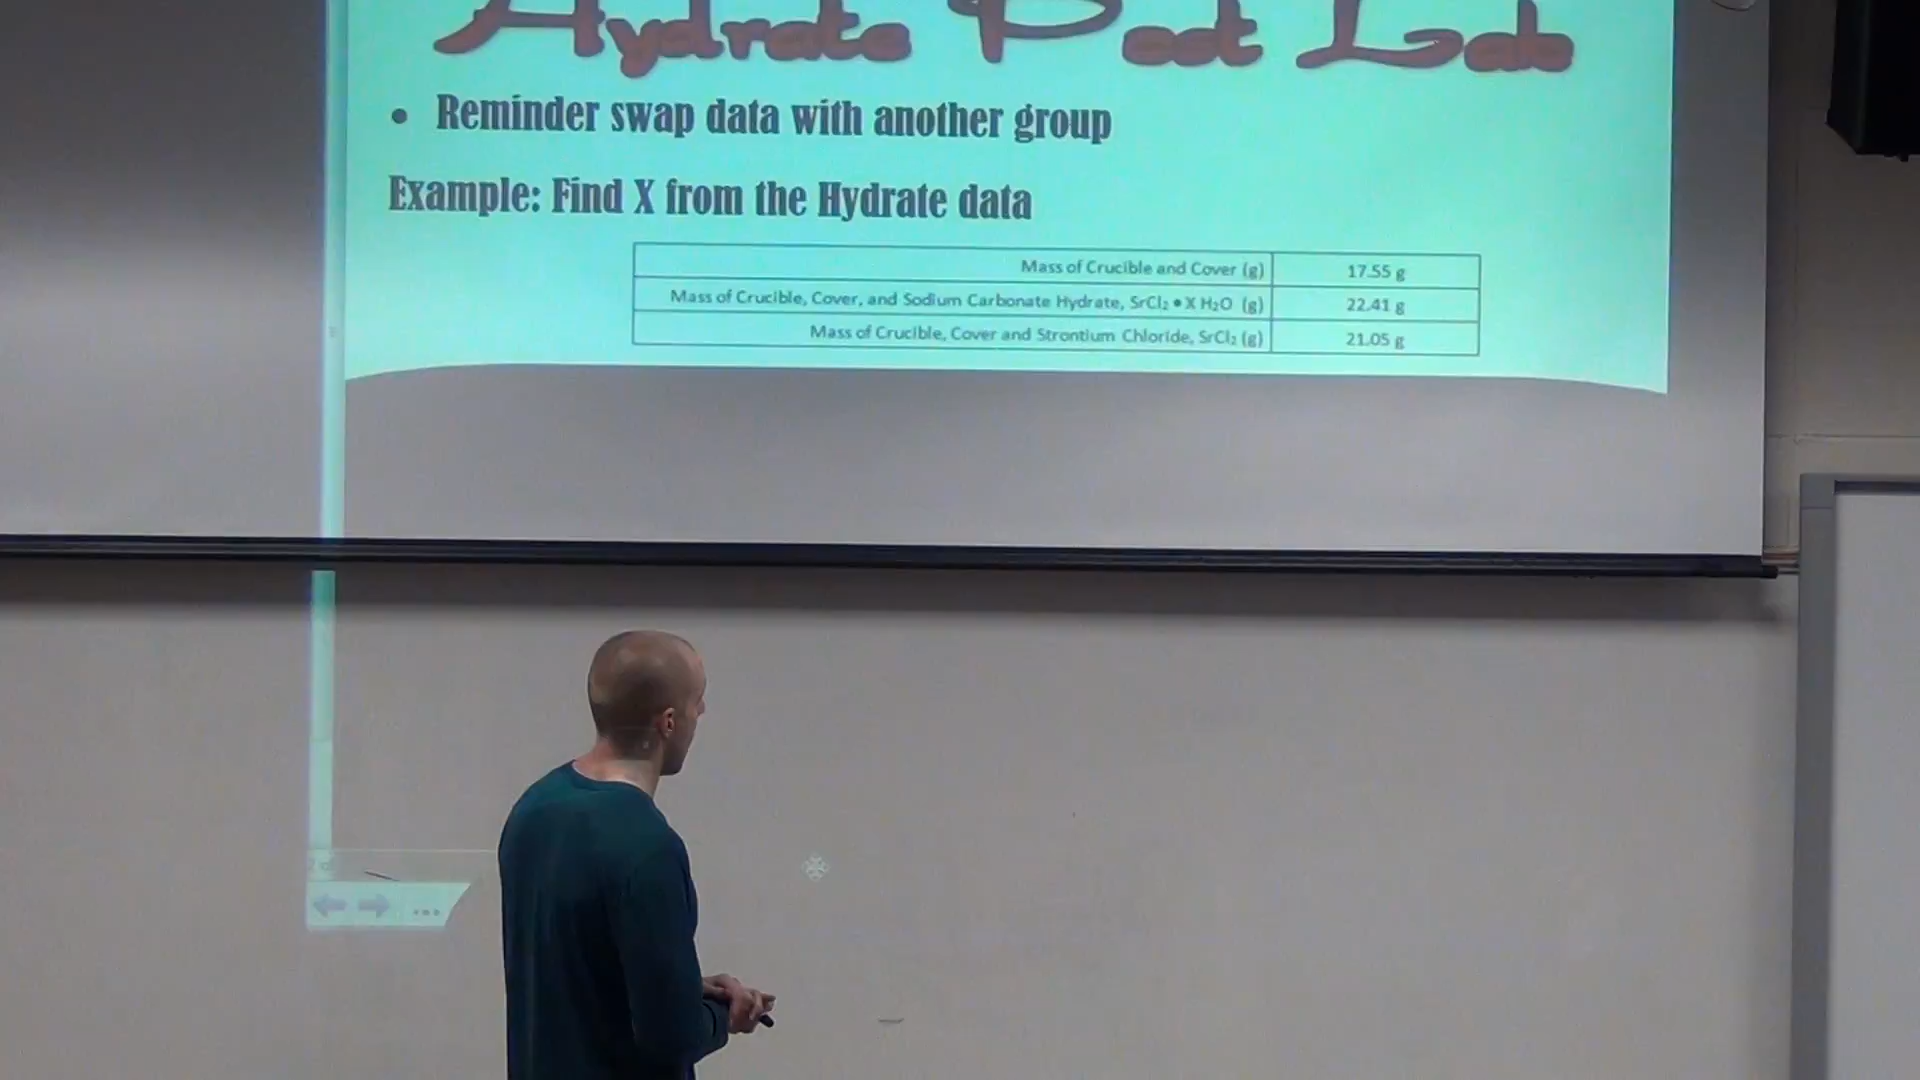 Hydrate Post Lab
• Reminder swap data with another group
Example: Find X from the Hydrate data
Mass of Crucible and Cover (g) 17.55 g
Mass of Crucible, Cover, and Sodium Carbonate Hydrate, SrCl₂ • X H₂O (g) 22.41 g
Mass of Crucible, Cover and Strontium Chloride, SrCl₂ (g) 21.05 g